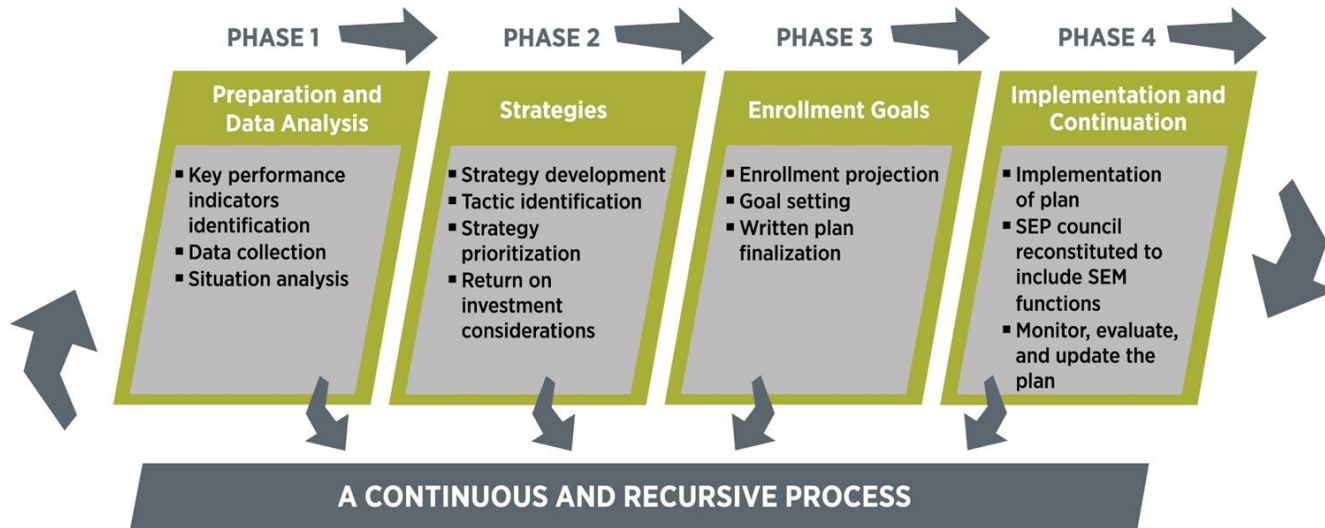 PHASE 1
PHASE 2
PHASE 3
PHASE 4
Preparation and
Data Analysis
■ Key performance
indicators
identification
■ Data collection
■ Situation analysis
Strategies
■ Strategy development
■ Tactic identification
■ Strategy
prioritization
■ Return on
investment
considerations
Enrollment Goals
■ Enrollment projection
■ Goal setting
■ Written plan
finalization
Implementation and
Continuation
■ Implementation
of plan
■ SEP council
reconstituted to
include SEM
functions
■ Monitor, evaluate,
and update the
plan
A CONTINUOUS AND RECURSIVE PROCESS